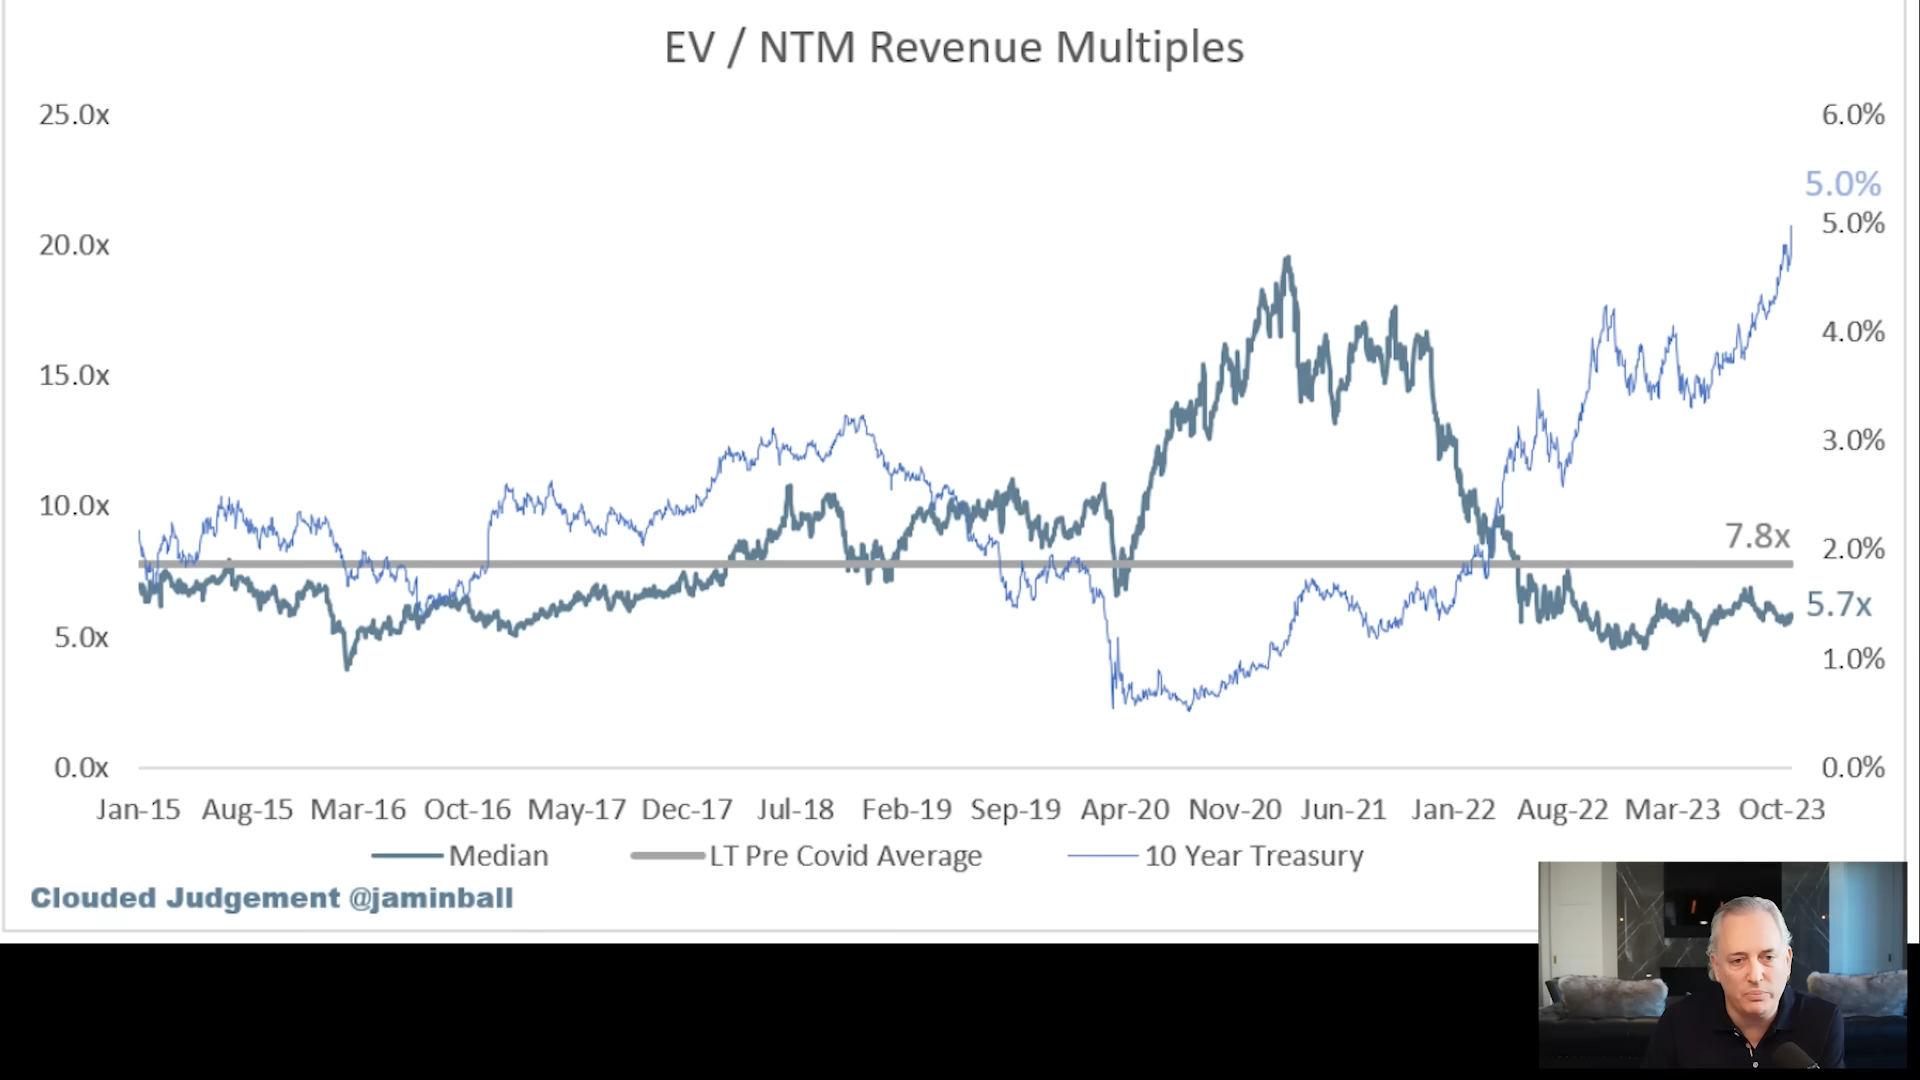 EV / NTM Revenue Multiples
25.0x
20.0x
15.0x
10.0x
5.0x
0.0x
6.0%
5.0%
5.0%
4.0%
3.0%
2.0%
1.0%
0.0%
7.8x
5.7x
Jan-15 Aug-15 Mar-16 Oct-16 May-17 Dec-17 Jul-18 Feb-19 Sep-19 Apr-20 Nov-20 Jun-21 Jan-22 Aug-22 Mar-23 Oct-23
Median LT Pre Covid Average 10 Year Treasury
Clouded Judgement @jaminball